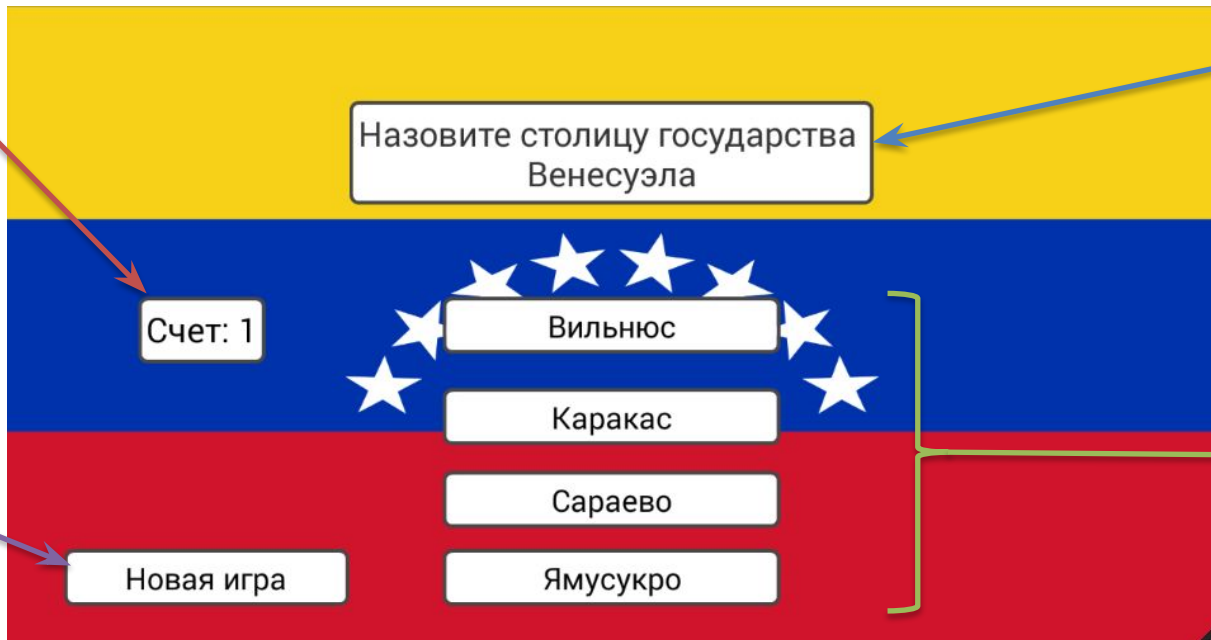 Назовите столицу государства
Венесуэла
Счет: 1
Вильнюс
Каракас
Сараево
Новая игра
Ямусукро